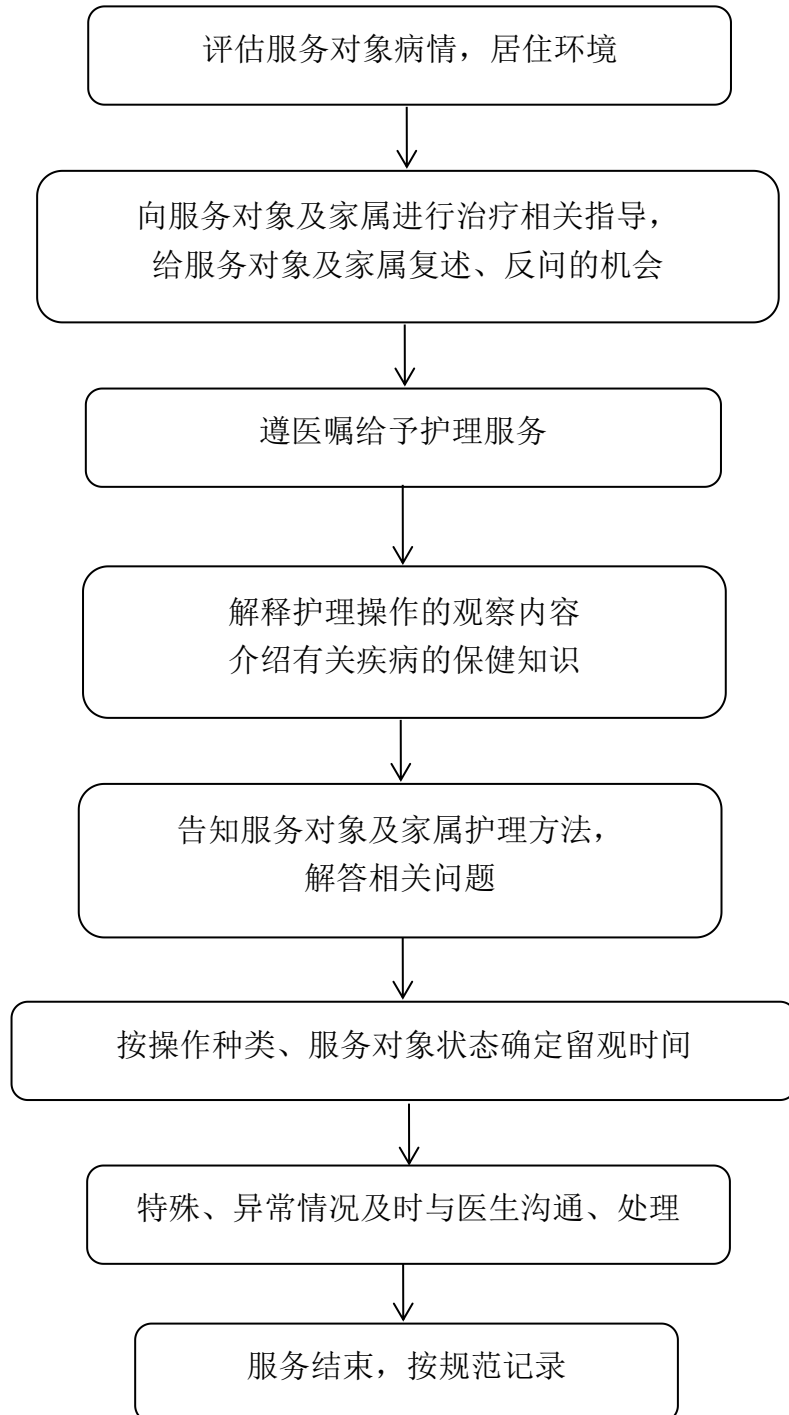 评估服务对象病情，居住环境
向服务对象及家属进行治疗相关指导，
给服务对象及家属复述、反问的机会
遵医嘱给予护理服务
解释护理操作的观察内容
介绍有关疾病的保健知识
告知服务对象及家属护理方法，
解答相关问题
按操作种类、服务对象状态确定留观时间
特殊、异常情况及时与医生沟通、处理
服务结束，按规范记录